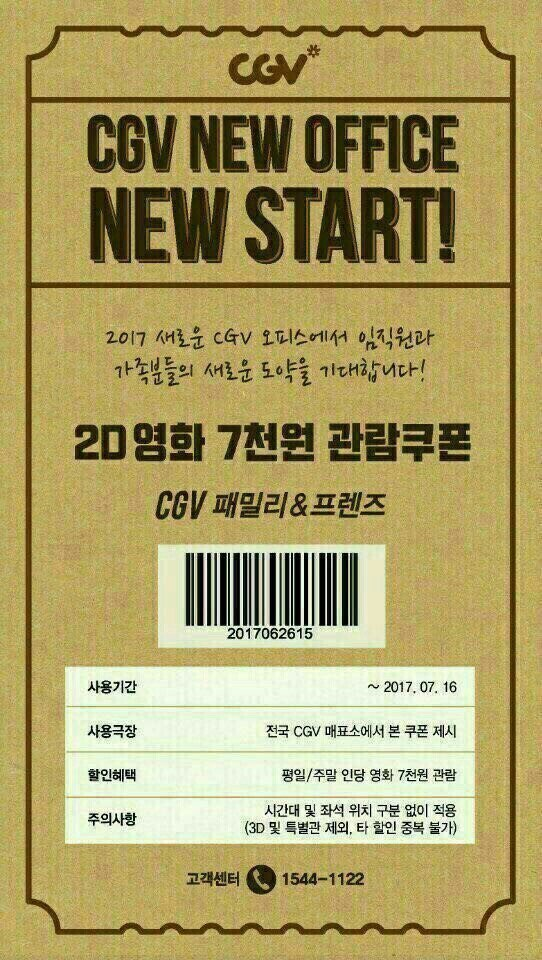 CGV
CGV NEW OFFICE
NEW START!
2017 새로운 CGV 오피스에서 임직원과
가족분들의 새로운 도약을 기대합니다!
2D 영화 7천원 관람쿠폰
CGV 패밀리&프렌즈
2017062615
사용기간 ~ 2017. 07. 16
사용극장 전국 CGV 매표소에서 본 쿠폰 제시
할인혜택 평일/주말 인당 영화 7천원 관람
주의사항 시간대 및 좌석 위치 구분 없이 적용
(3D 및 특별관 제외, 타 할인 중복 불가)
고객센터 1544-1122